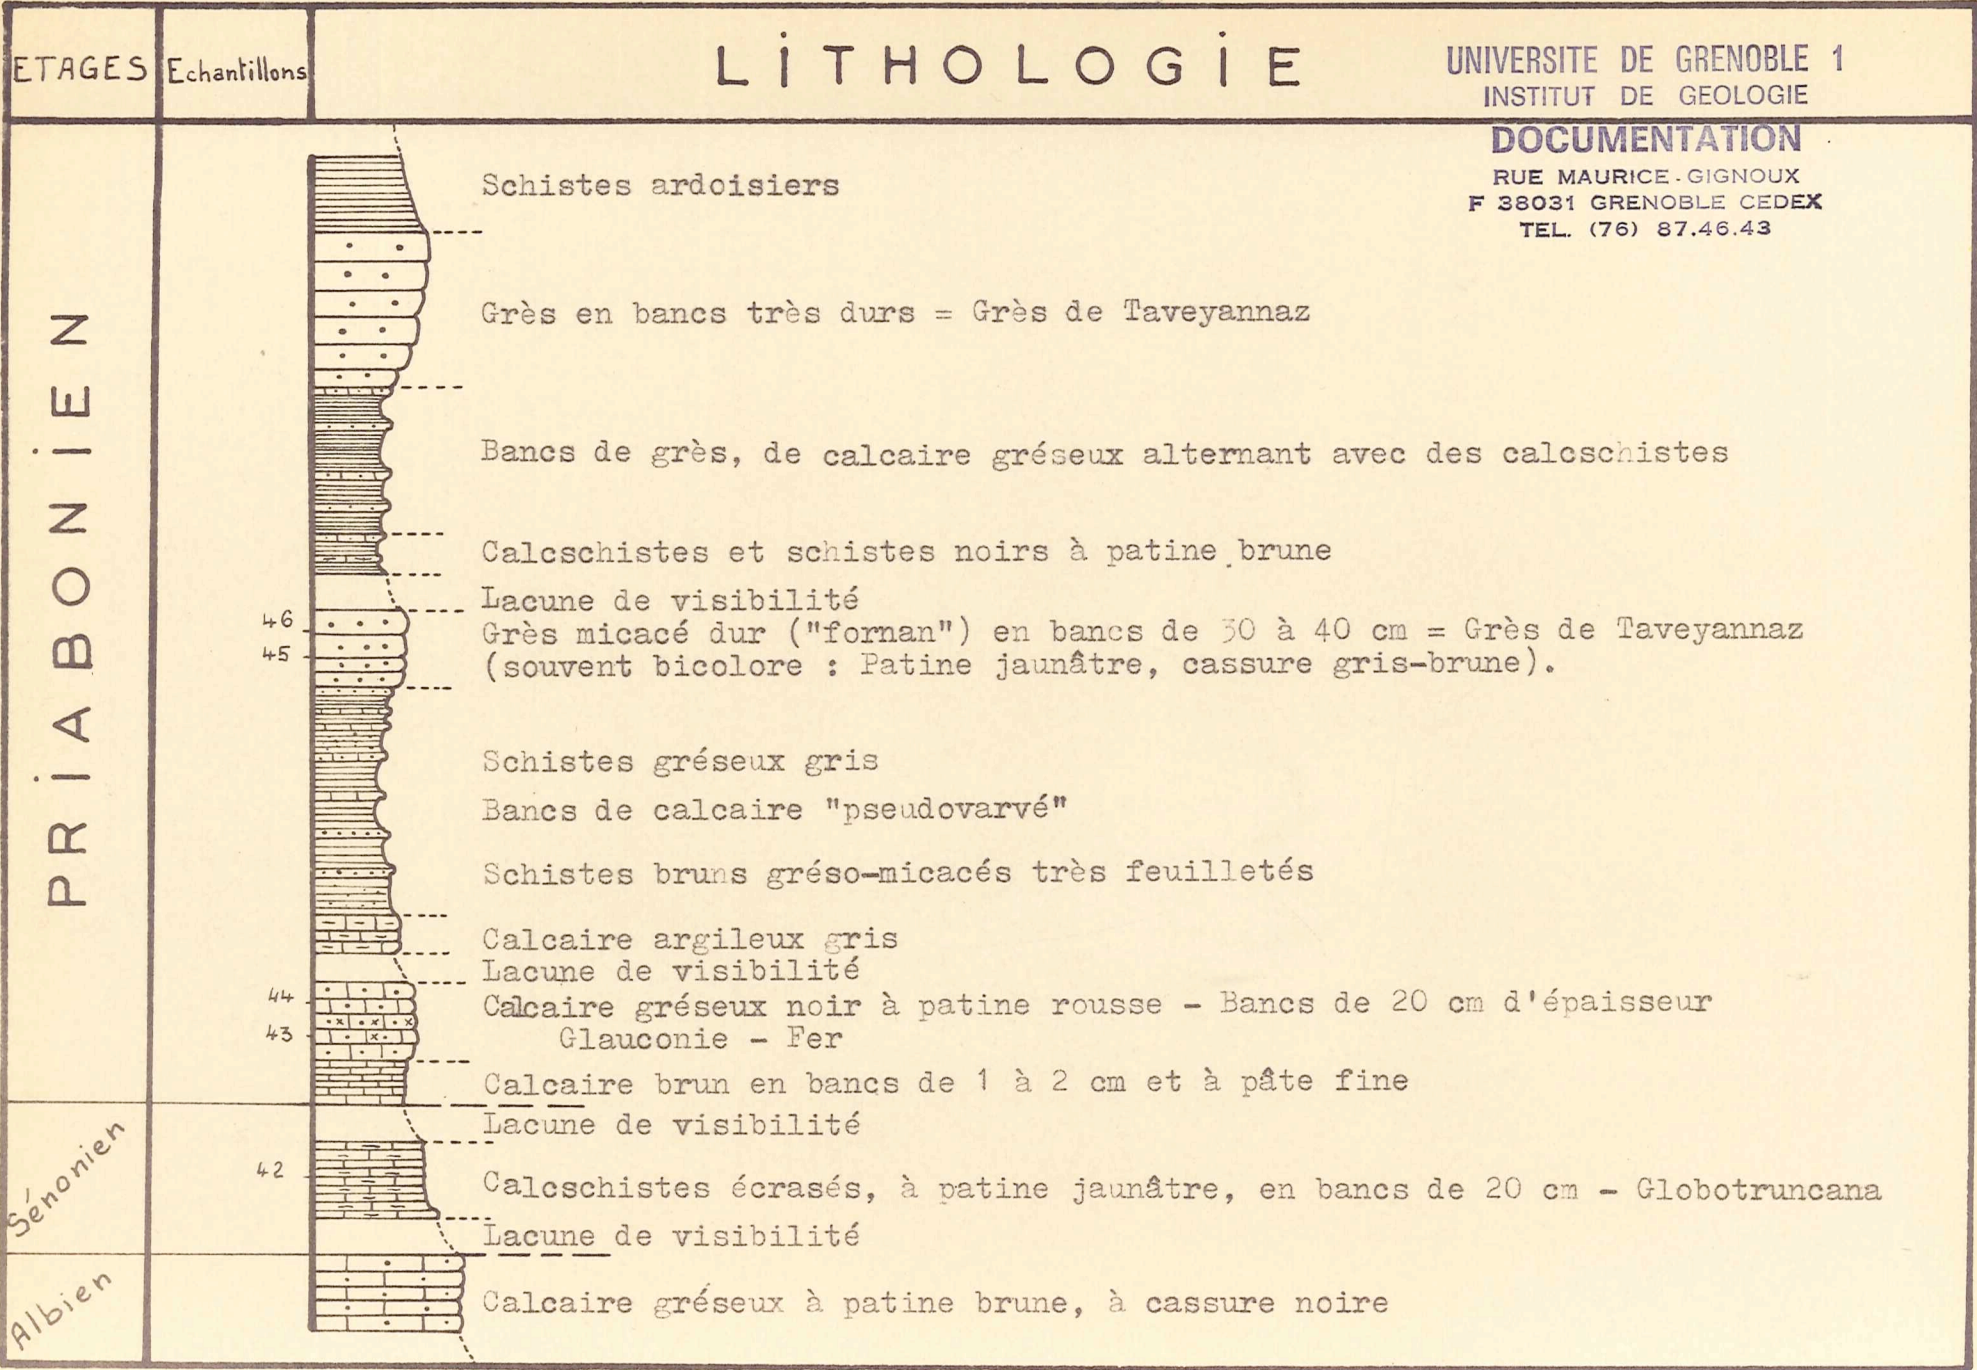 ETAGES
Echantillons
LITHOLOGIE
UNIVERSITE DE GRENOBLE 1
INSTITUT DE GEOLOGIE
DOCUMENTATION
RUE MAURICE-GIGNOUX
F 38031 GRENOBLE CEDEX
TEL. (76) 87.46.43
PRIABONIEN
Schistes ardoisiers
Grès en bancs très durs = Grès de Taveyannaz
Bancs de grès, de calcaire gréseux alternant avec des calcschistes
Calcschistes et schistes noirs à patine brune
Lacune de visibilité
46
Grès micacé dur ("fornan") en bancs de 30 à 40 cm = Grès de Taveyannaz
45
(souvent bicolore : Patine jaunâtre, cassure gris-brune).
Schistes gréseux gris
Bancs de calcaire "pseudovarvé"
Schistes bruns gréso-micacés très feuilletés
Calcaire argileux gris
Lacune de visibilité
44
Calcaire gréseux noir à patine rousse - Bancs de 20 cm d'épaisseur
43
Glauconie - Fer
Calcaire brun en bancs de 1 à 2 cm et à pâte fine
Sénonien
Lacune de visibilité
42
Calcschistes écrasés, à patine jaunâtre, en bancs de 20 cm - Globotruncana
Lacune de visibilité
Albien
Calcaire gréseux à patine brune, à cassure noire